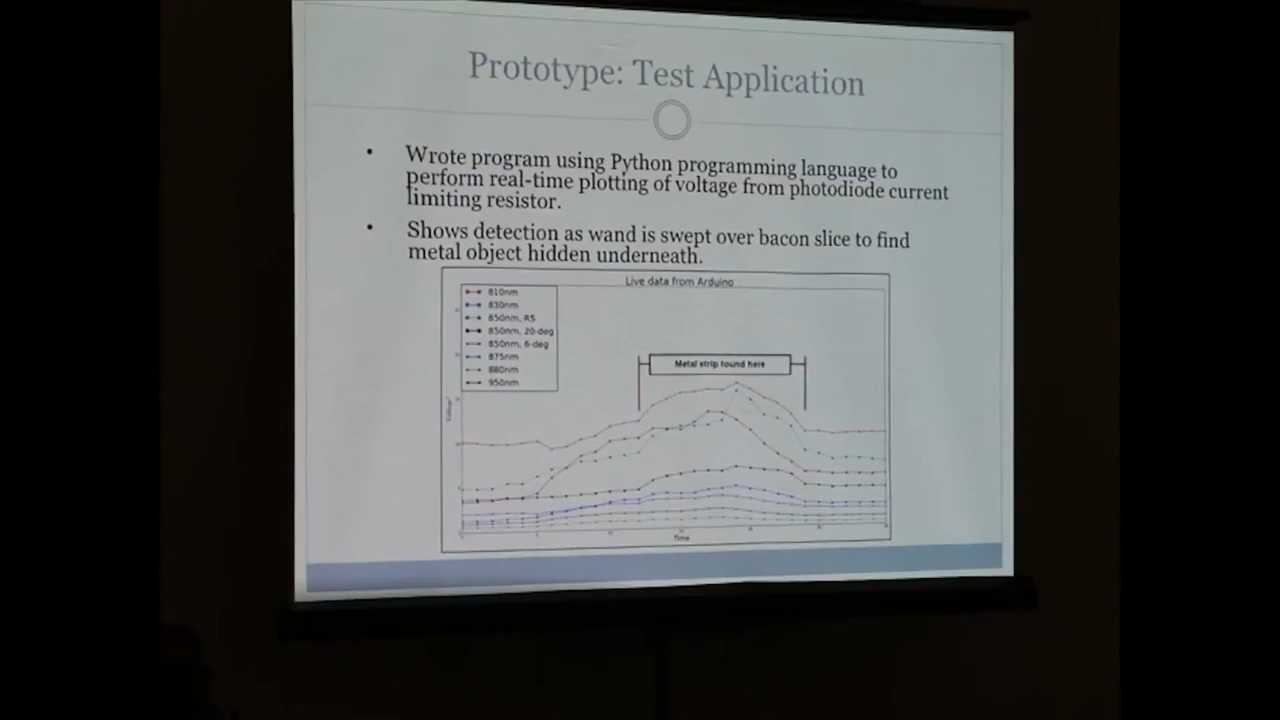 Prototype: Test Application
• Wrote program using Python programming language to
perform real-time plotting of voltage from photodiode current
limiting resistor.
• Shows detection as wand is swept over bacon slice to find
metal object hidden underneath.
Live data from Arduino
810nm
830nm
850nm, RS
850nm, 20-deg
850nm, 6-deg
875nm
880nm
950nm
Metal strip found here
Time